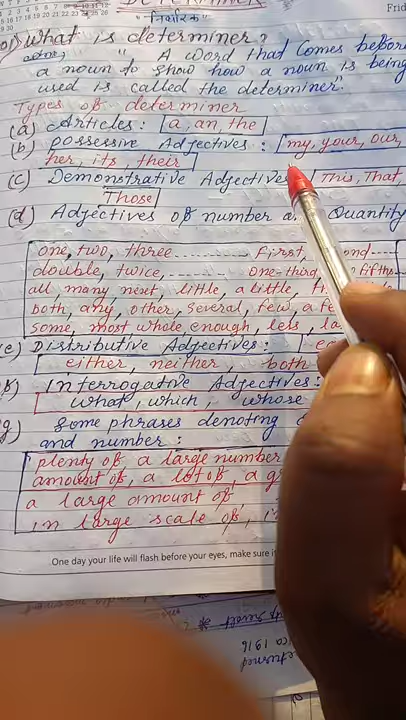 DETERMINER
"निर्धारक"
What is determiner?
A word that comes before
a noun to show how a noun is being
used is called the determiner".
Types of determiner
(a) Articles: a, an, the
(b) Possessive Adjectives: my, your, our,
her, its, their
(c) Demonstrative Adjectives This, That,
Those
(d) Adjectives of number Quantity
one, two, three .......... First,
double, twice, ........ one-thing,
all, many, next, little, a little,
both, any, other, several, few, a
some, most whole enough, less,
(e) Distributive Adjectives:
either, neither, both
Interrogative Adjectives:
what, which, whose
(g) Some phrases denoting
and number:
plenty of, a large number
amount of, a lot of, a
a large amount of,
in large scale of,
One day your life will flash before your eyes, make sure
1916